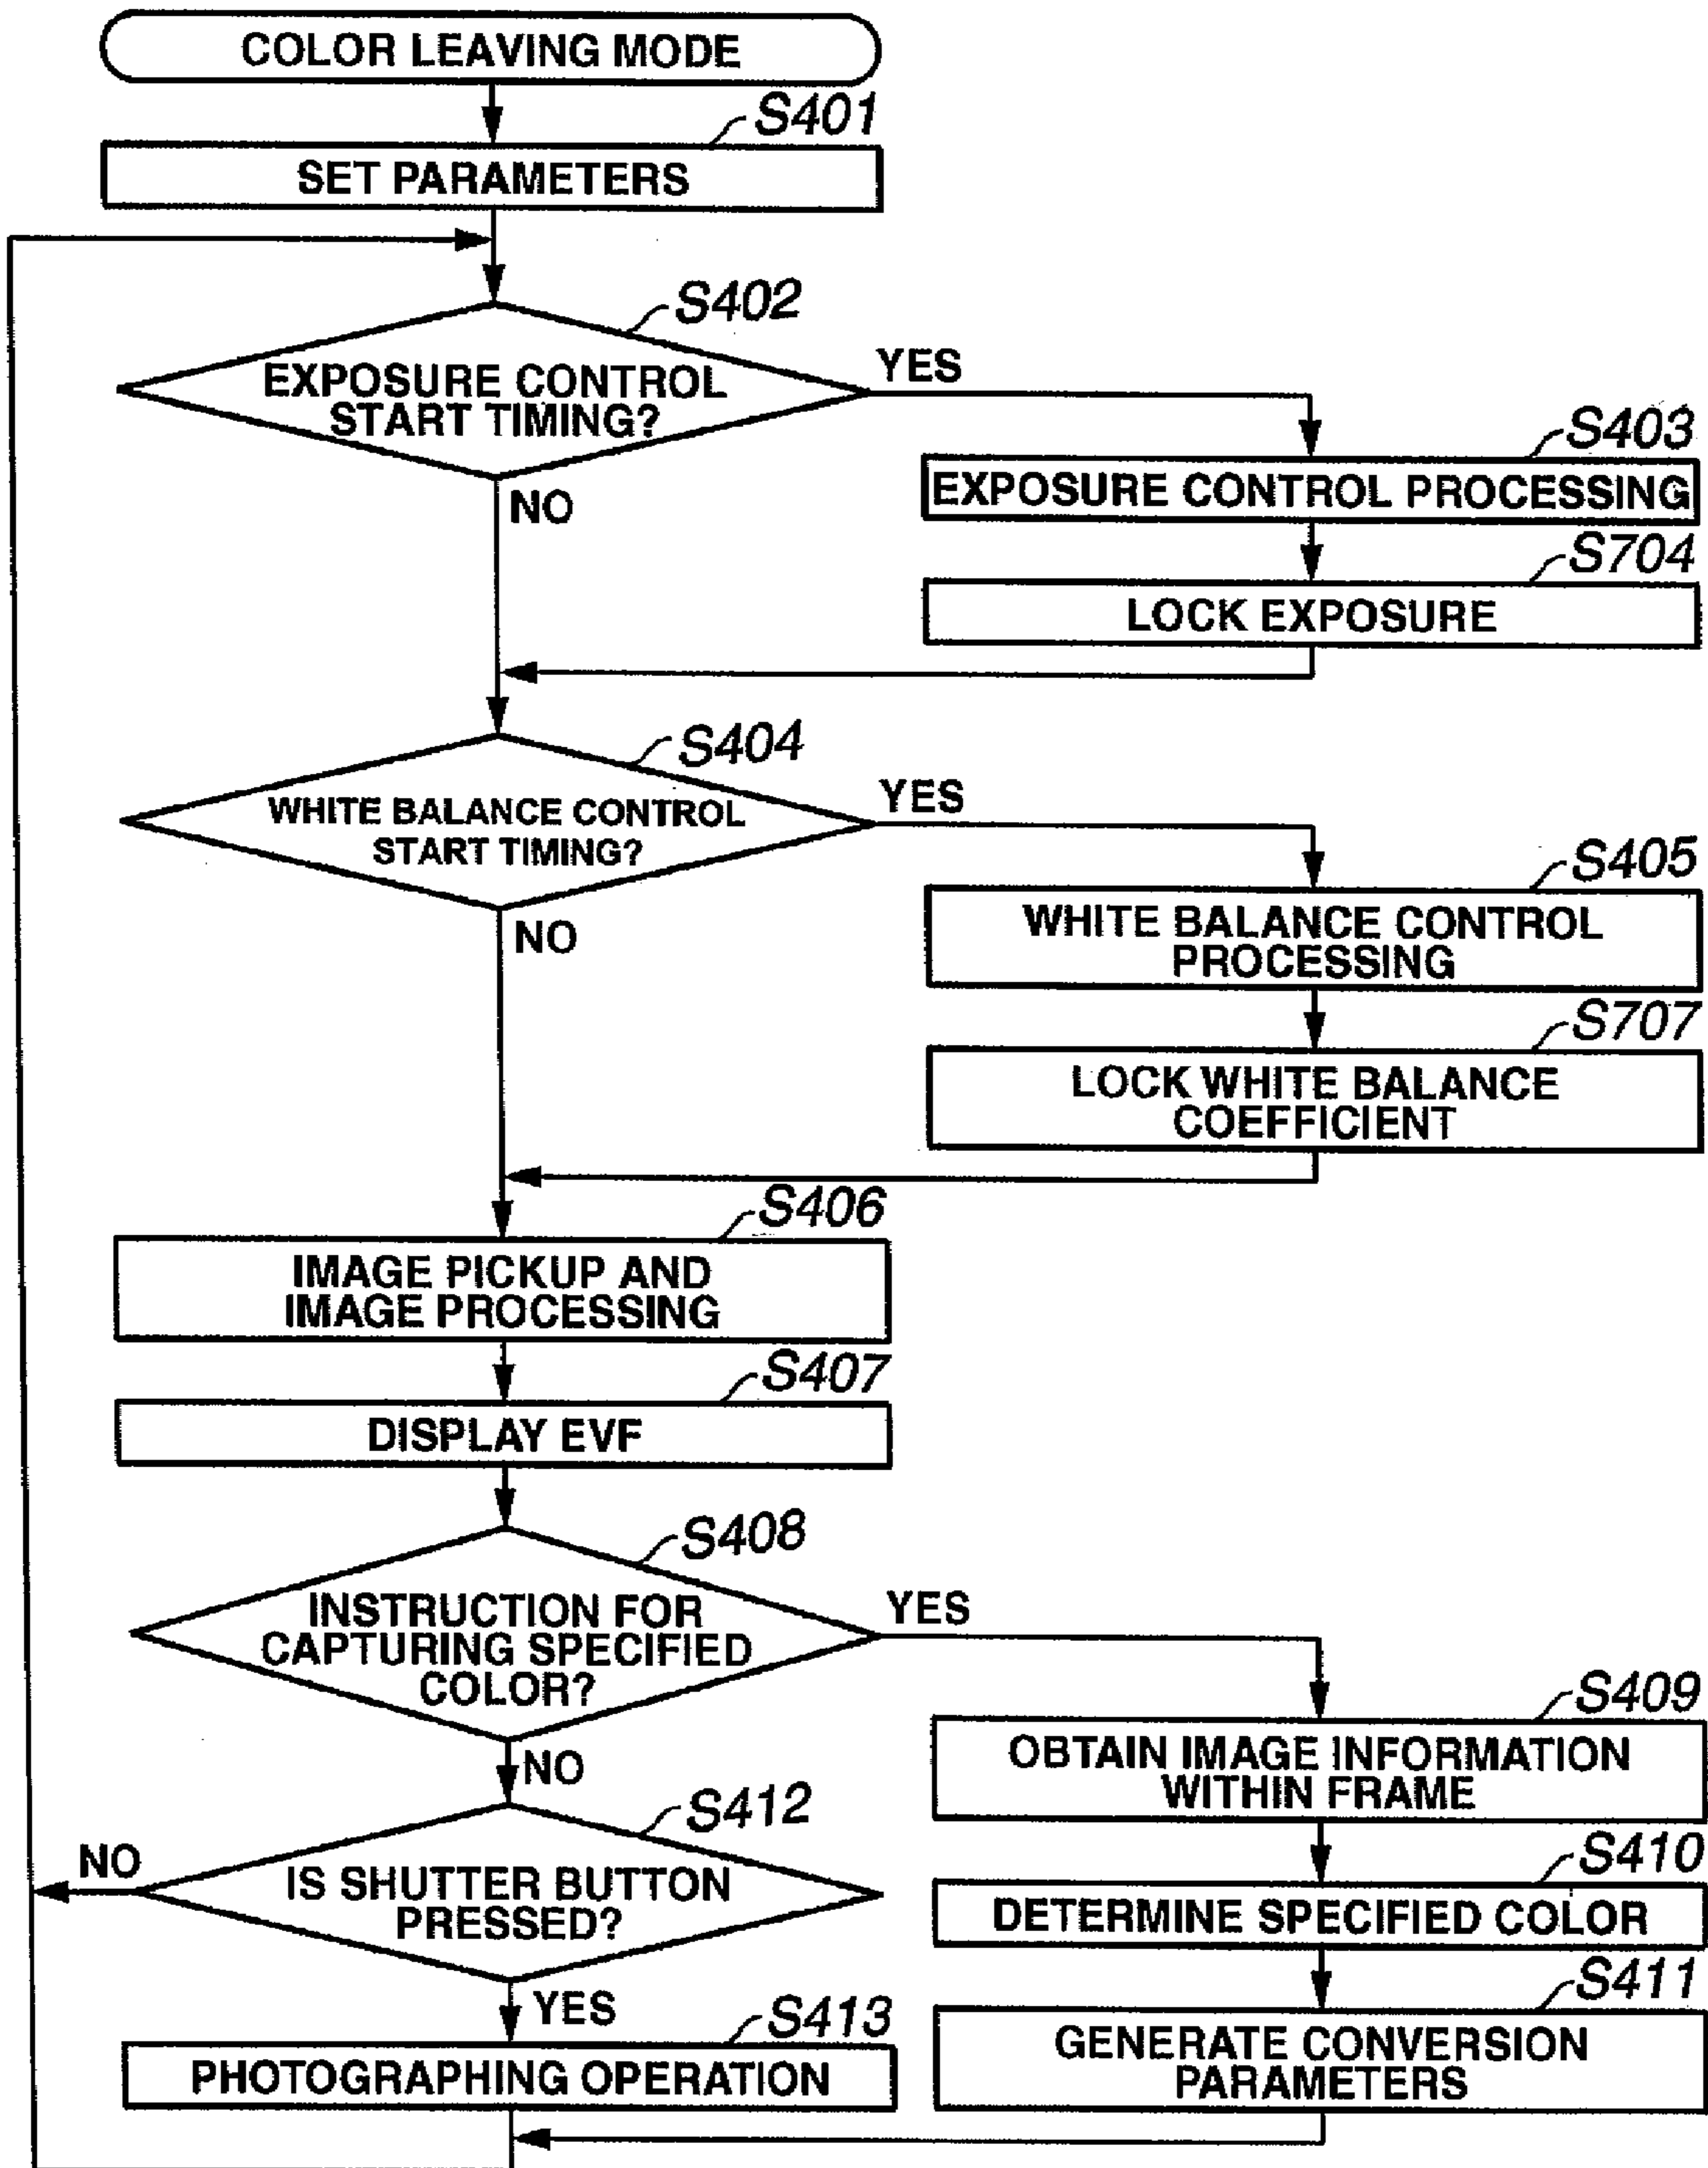 COLOR LEAVING MODE
S401
SET PARAMETERS
S402
EXPOSURE CONTROL
START TIMING?
YES
NO
S403
EXPOSURE CONTROL PROCESSING
S704
LOCK EXPOSURE
S404
WHITE BALANCE CONTROL
START TIMING?
YES
NO
S405
WHITE BALANCE CONTROL
PROCESSING
S707
LOCK WHITE BALANCE
COEFFICIENT
S406
IMAGE PICKUP AND
IMAGE PROCESSING
S407
DISPLAY EVF
S408
INSTRUCTION FOR
CAPTURING SPECIFIED
COLOR?
YES
NO
S409
OBTAIN IMAGE INFORMATION
WITHIN FRAME
S410
DETERMINE SPECIFIED COLOR
S411
GENERATE CONVERSION
PARAMETERS
S412
IS SHUTTER BUTTON
PRESSED?
NO
YES
S413
PHOTOGRAPHING OPERATION